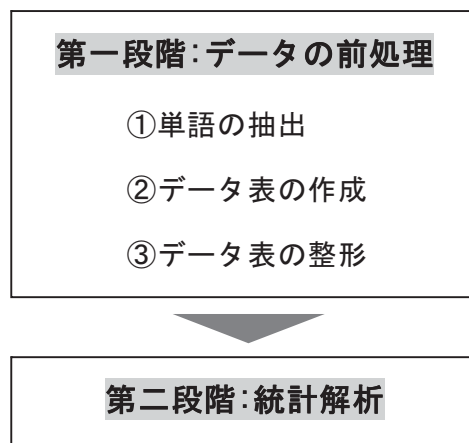 第一段階：データの前処理
①単語の抽出
②データ表の作成
③データ表の整形
第二段階：統計解析